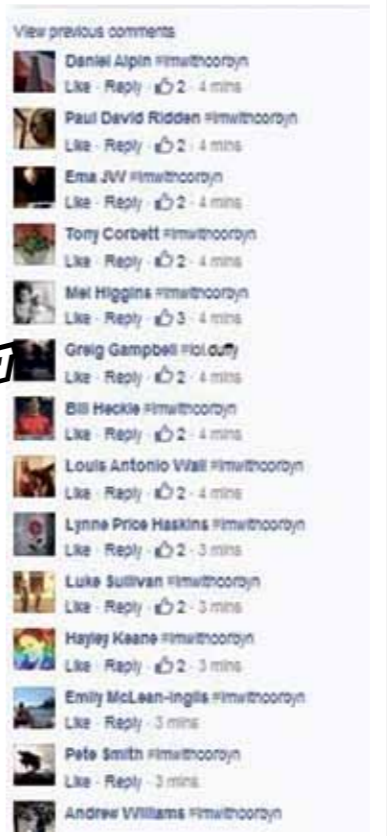 View previous comments
Daniel Alpin #imwithcorbyn
Like · Reply · 2 · 4 mins
Paul David Ridden #imwithcorbyn
Like · Reply · 2 · 4 mins
Ema JW #imwithcorbyn
Like · Reply · 2 · 4 mins
Tony Corbett #imwithcorbyn
Like · Reply · 2 · 4 mins
Mel Higgins #imwithcorbyn
Like · Reply · 3 · 4 mins
Greig Gampbell #lol.duffy
Like · Reply · 2 · 4 mins
Bill Heckle #imwithcorbyn
Like · Reply · 2 · 4 mins
Louis Antonio Wall #imwithcorbyn
Like · Reply · 2 · 4 mins
Lynne Price Haskins #imwithcorbyn
Like · Reply · 2 · 3 mins
Luke Sullivan #imwithcorbyn
Like · Reply · 2 · 3 mins
Hayley Keane #imwithcorbyn
Like · Reply · 2 · 3 mins
Emily McLean-Inglis #imwithcorbyn
Like · Reply · 3 mins
Pete Smith #imwithcorbyn
Like · Reply · 3 mins
Andrew Williams #imwithcorbyn